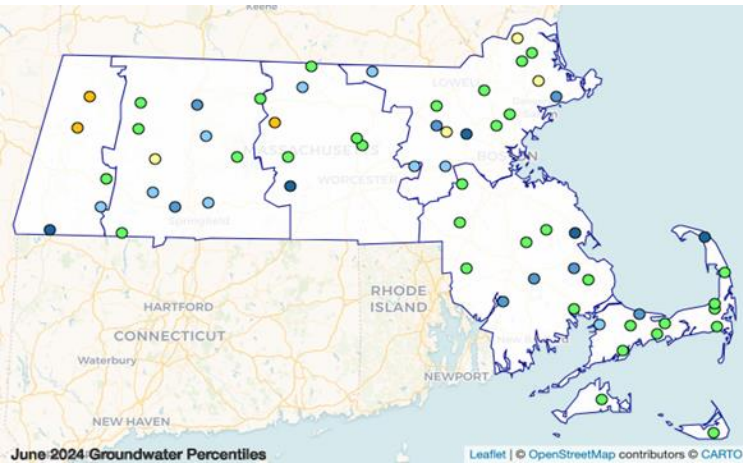 Keene
LOWELL
MASSACHUSETTS
BOSTON
WORCESTER
Springfield
HARTFORD
RHODE
ISLAND
CONNECTICUT
Waterbury
NEWPORT
NEW HAVEN
June 2024 Groundwater Percentiles
Leaflet | © OpenStreetMap contributors © CARTO